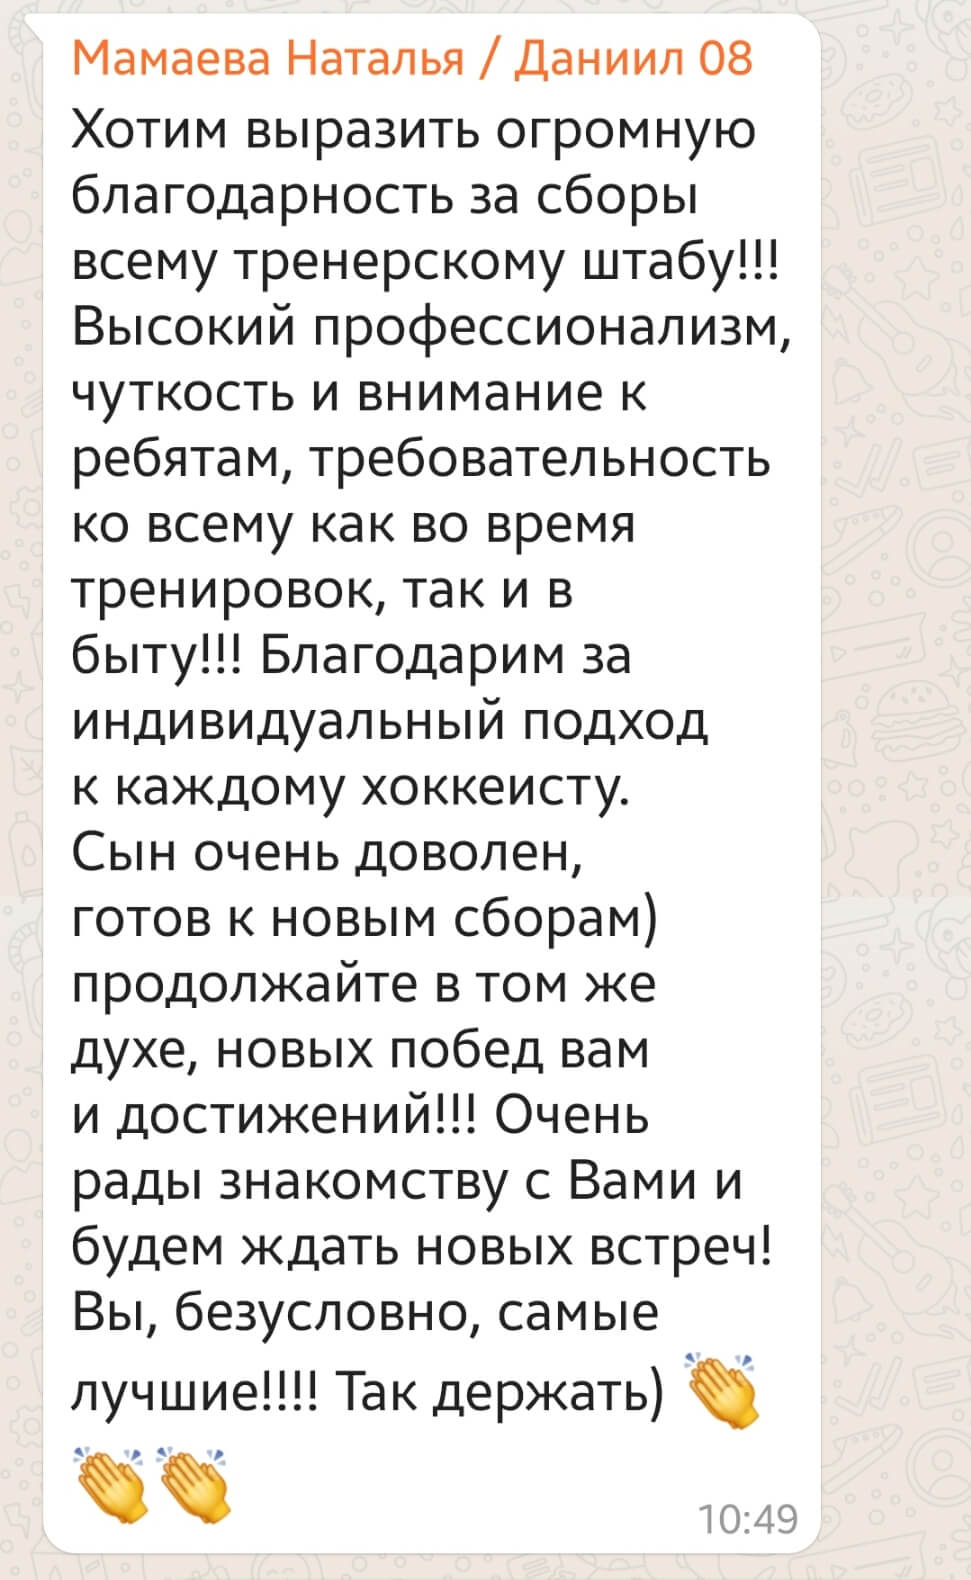 Мамаева Наталья / Даниил 08
Хотим выразить огромную
благодарность за сборы
всему тренерскому штабу!!!
Высокий профессионализм,
чуткость и внимание к
ребятам, требовательность
ко всему как во время
тренировок, так и в
быту!!! Благодарим за
индивидуальный подход
к каждому хоккеисту.
Сын очень доволен,
готов к новым сборам)
продолжайте в том же
духе, новых побед вам
и достижений!!! Очень
рады знакомству с Вами и
будем ждать новых встреч!
Вы, безусловно, самые
лучшие!!!! Так держать) 👏
👏👏
10:49